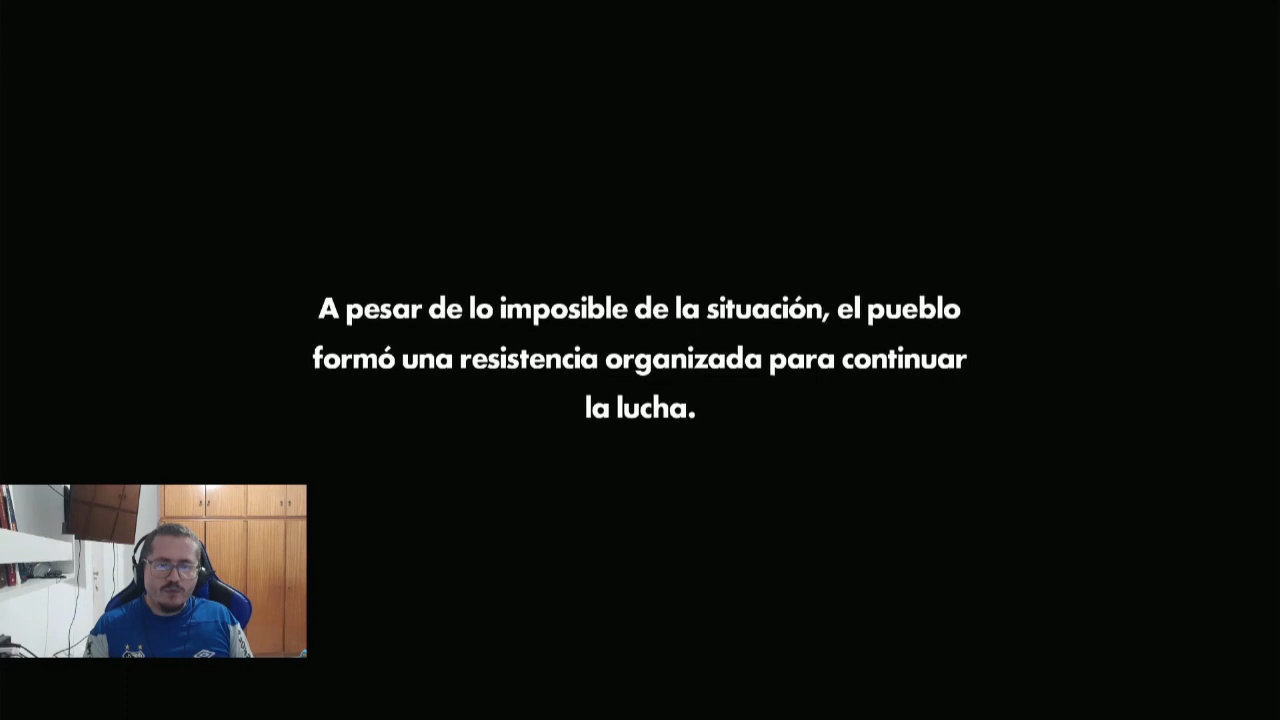 A pesar de lo imposible de la situación, el pueblo
formó una resistencia organizada para continuar
la lucha.